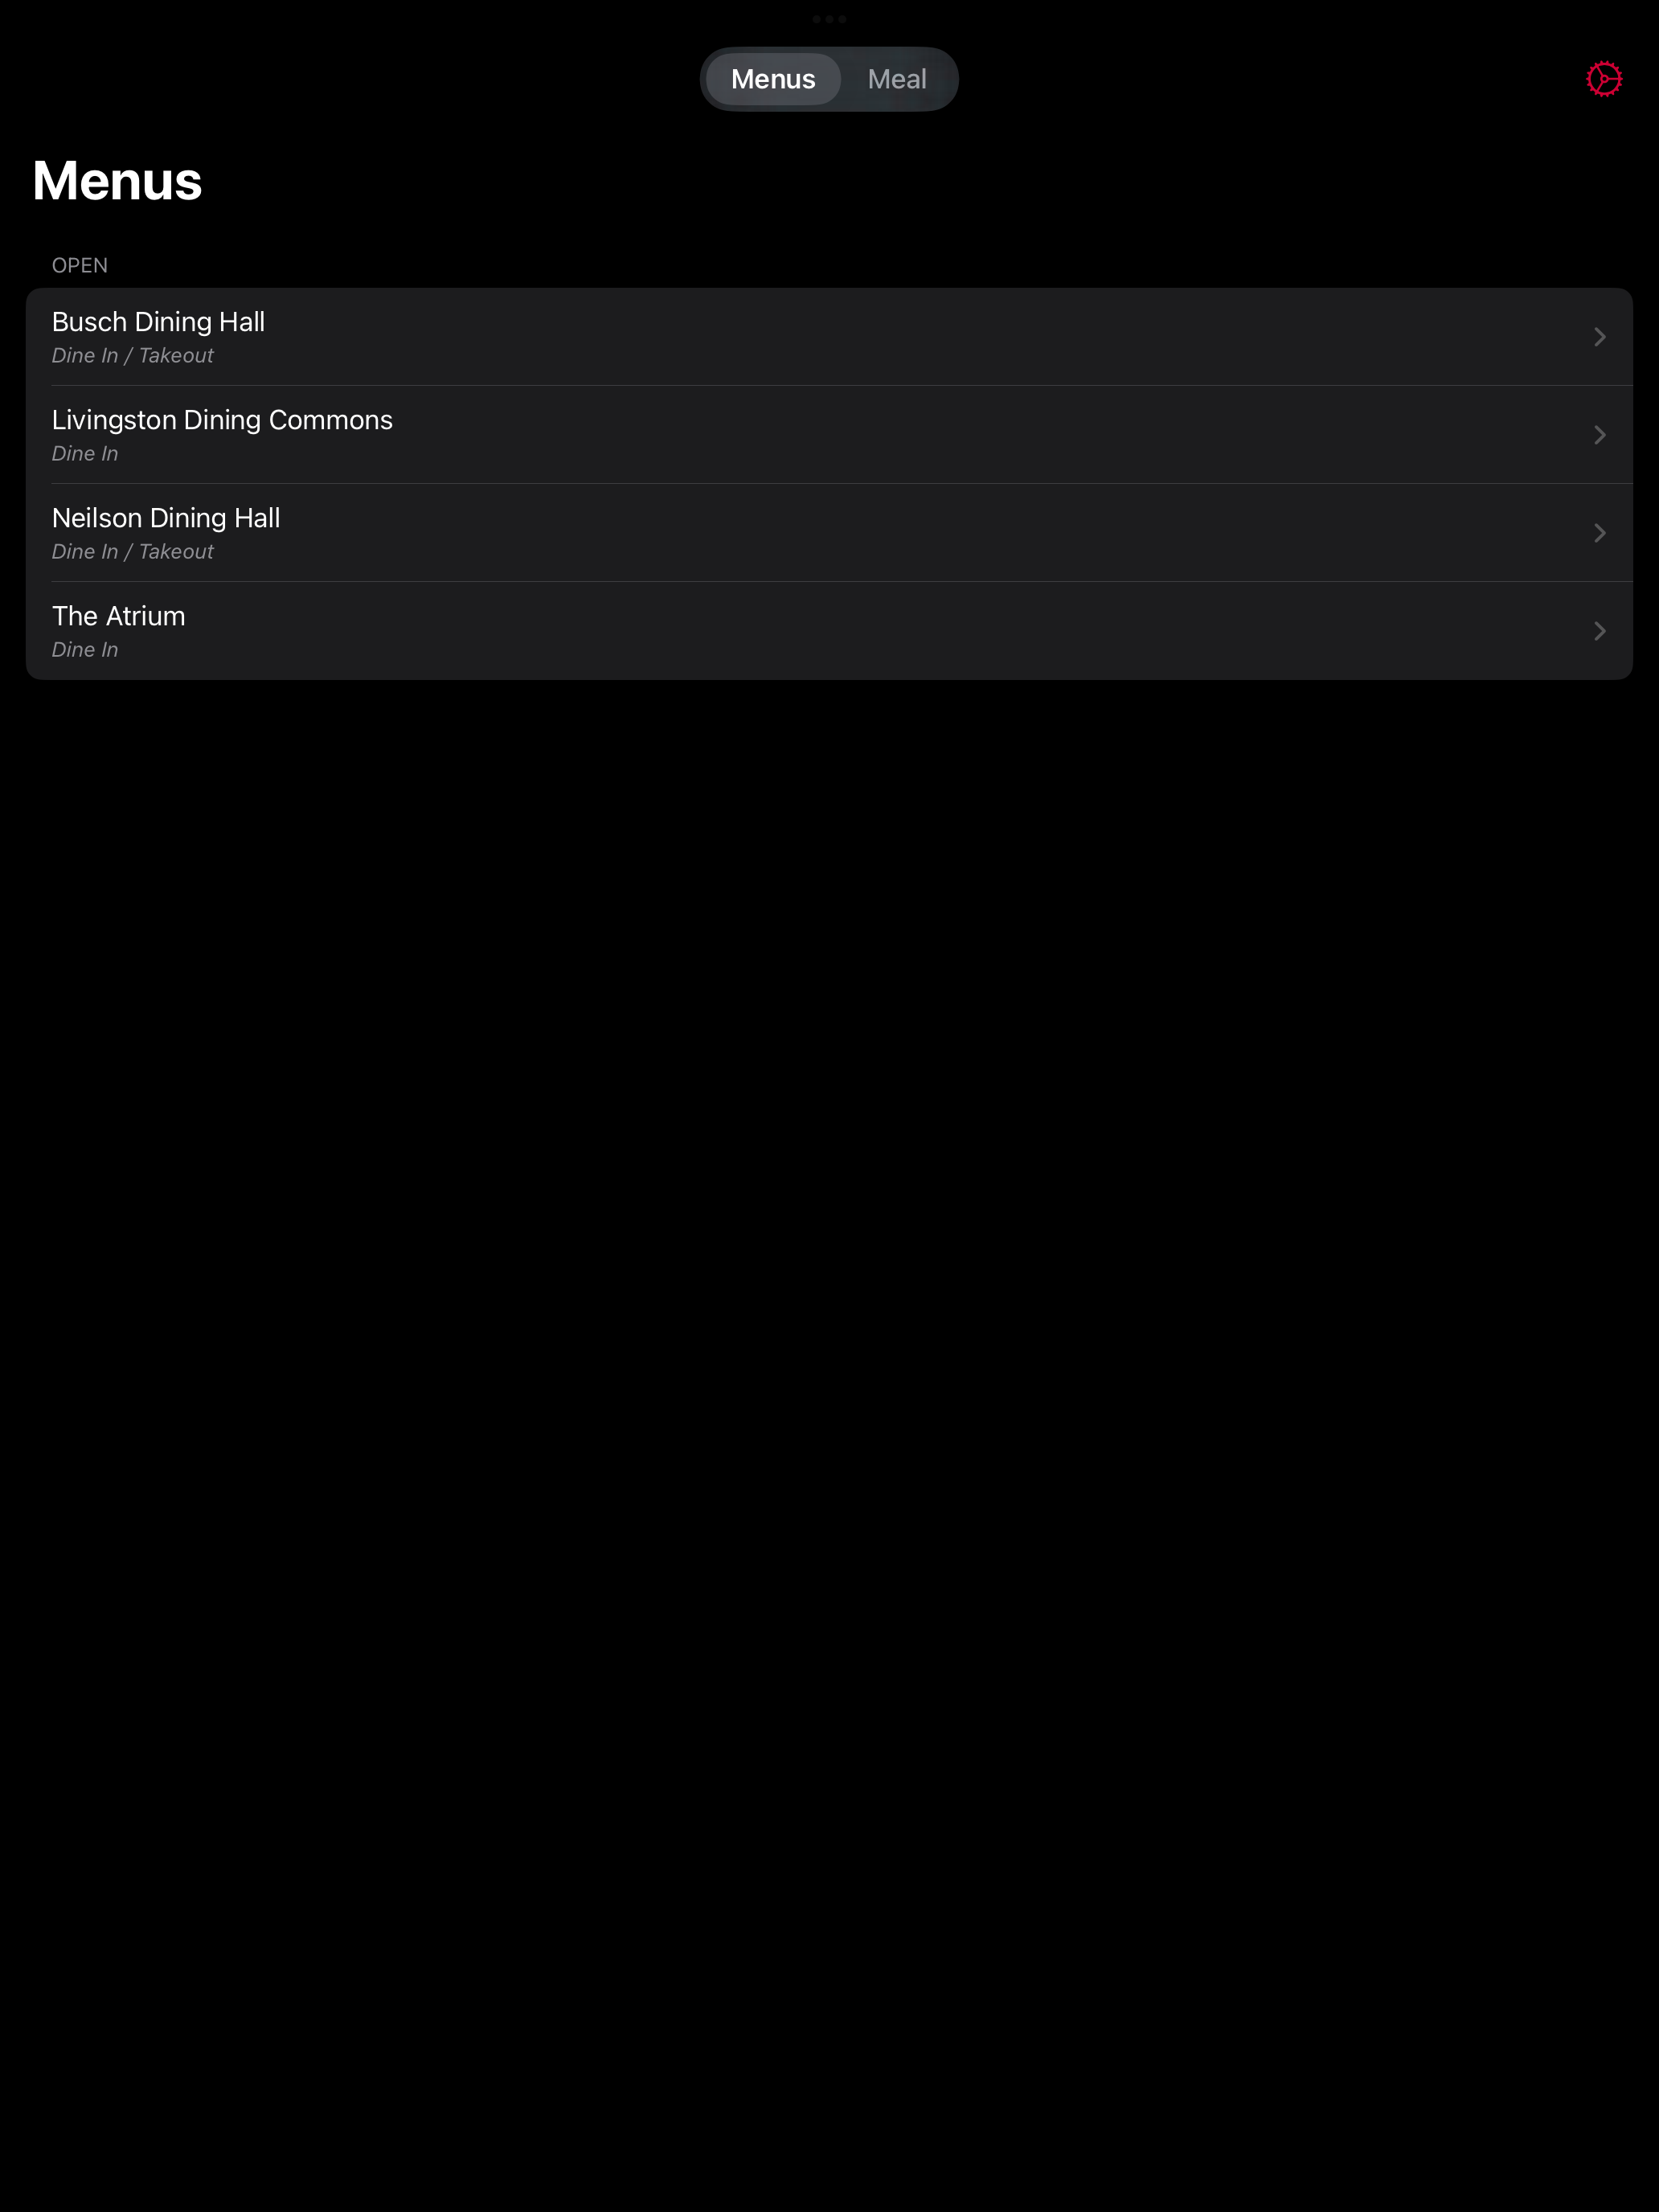 Menus Meal
Menus
OPEN
Busch Dining Hall
Dine In / Takeout
Livingston Dining Commons
Dine In
Neilson Dining Hall
Dine In / Takeout
The Atrium
Dine In